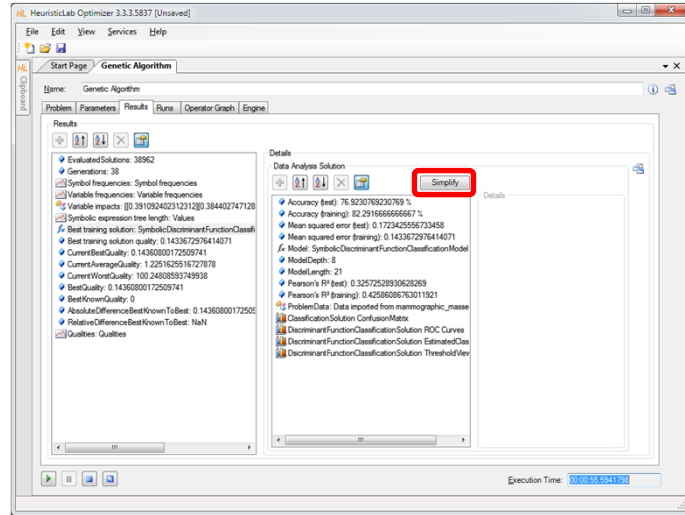 HL HeuristicLab Optimizer 3.3.3.5837 [Unsaved]
File Edit View Services Help
HL Clipboard
Start Page Genetic Algorithm
Name: Genetic Algorithm
Problem Parameters Results Runs Operator Graph Engine
Results
EvaluatedSolutions: 38962
Generations: 38
Symbol frequencies: Symbol frequencies
Variable frequencies: Variable frequencies
Variable impacts: [[0.39109240231 2312][0.384402747128
Symbolic expression tree length: Values
Best training solution: SymbolicDiscriminantFunctionClassifi
Best training solution quality: 0.1433672976414071
CurrentBestQuality: 0.14360800172509741
CurrentAverageQuality: 1.2251625516727878
CurrentWorstQuality: 100.24808593749938
BestQuality: 0.14360800172509741
BestKnownQuality: 0
AbsoluteDifferenceBestKnownToBest: 0.1436080017250
RelativeDifferenceBestKnownToBest: NaN
Qualities: Qualities
Details
Data Analysis Solution
Simplify
Accuracy (test): 76.9230769230769 %
Accuracy (training): 82.2916666666667 %
Mean squared error (test): 0.1723425556733458
Mean squared error (training): 0.1433672976414071
Model: SymbolicDiscriminantFunctionClassificationModel
ModelDepth: 8
ModelLength: 21
Pearson's R² (test): 0.32572528930628269
Pearson's R² (training): 0.42586086763011921
ProblemData: Data imported from mammographic_masse
ClassificationSolution ConfusionMatrix
DiscriminantFunctionClassificationSolution ROC Curves
DiscriminantFunctionClassificationSolution EstimatedClas
DiscriminantFunctionClassificationSolution ThresholdView
Details
Execution Time: 00:00:55.5941798